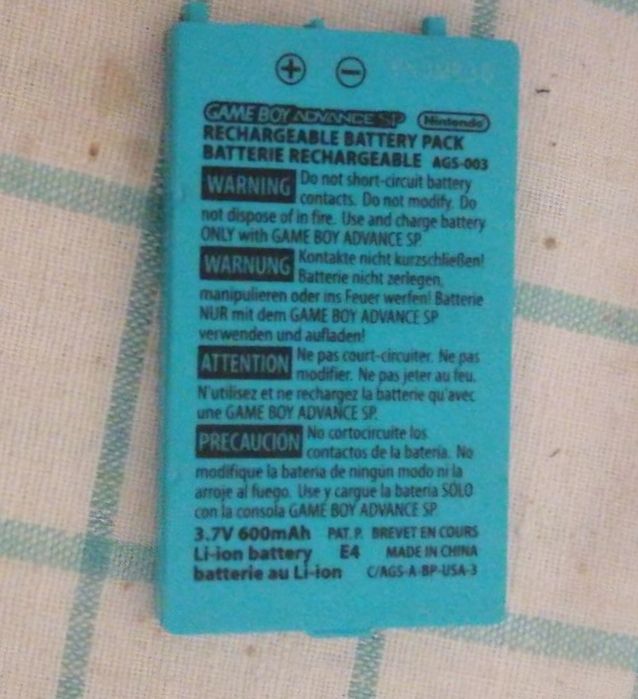 + −
GAME BOY ADVANCE SP Nintendo
RECHARGEABLE BATTERY PACK
BATTERIE RECHARGEABLE AGS-003
WARNING Do not short-circuit battery
contacts. Do not modify. Do
not dispose of in fire. Use and charge battery
ONLY with GAME BOY ADVANCE SP
WARNUNG Kontakte nicht kurzschließen!
Batterie nicht zerlegen,
manipulieren oder ins Feuer werfen! Batterie
NUR mit dem GAME BOY ADVANCE SP
verwenden und aufladen!
ATTENTION Ne pas court-circuiter. Ne pas
modifier. Ne pas jeter au feu.
N'utilisez et ne rechargez la batterie qu'avec
une GAME BOY ADVANCE SP.
PRECAUCIÓN No cortocircuite los
contactos de la batería. No
modifique la batería de ningún modo ni la
arroje al fuego. Use y cargue la batería SÓLO
con la consola GAME BOY ADVANCE SP.
3.7V 600mAh PAT. P. BREVET EN COURS
Li-ion battery E4 MADE IN CHINA
batterie au Li-ion C/AGS-A-BP-USA-3